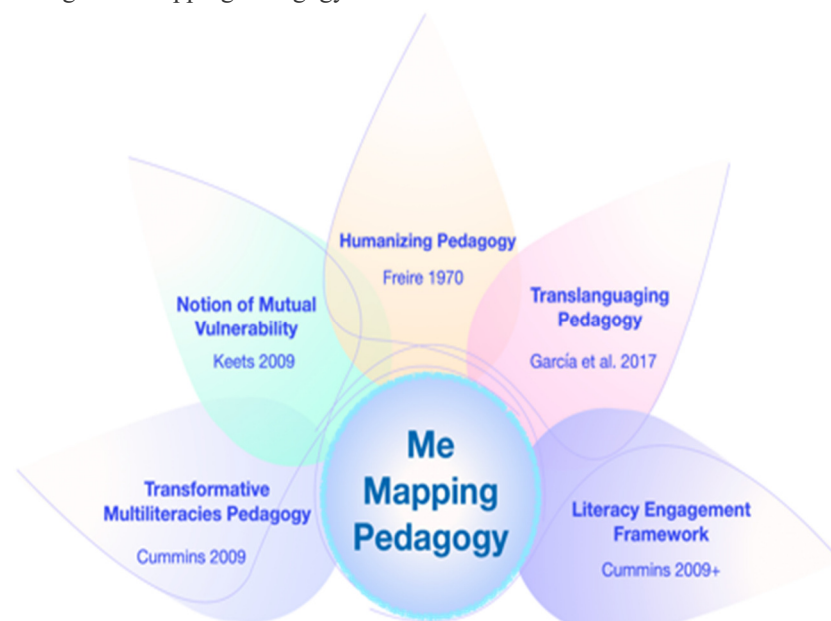 Humanizing Pedagogy
Freire 1970
Notion of Mutual
Vulnerability
Keets 2009
Translanguaging
Pedagogy
García et al. 2017
Transformative
Multiliteracies Pedagogy
Cummins 2009
Me
Mapping
Pedagogy
Literacy Engagement
Framework
Cummins 2009+